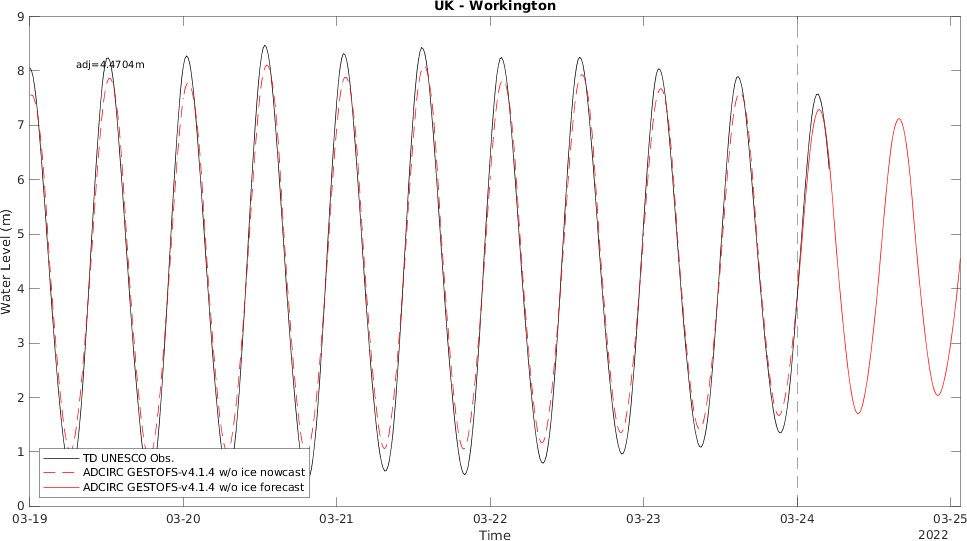 UK - Workington
adj=4.4704m
Water Level (m)
9
8
7
6
5
4
3
2
1
0
TD UNESCO Obs.
ADCIRC GESTOFS-v4.1.4 w/o ice nowcast
ADCIRC GESTOFS-v4.1.4 w/o ice forecast
03-19 03-20 03-21 03-22 03-23 03-24 03-25
Time
2022